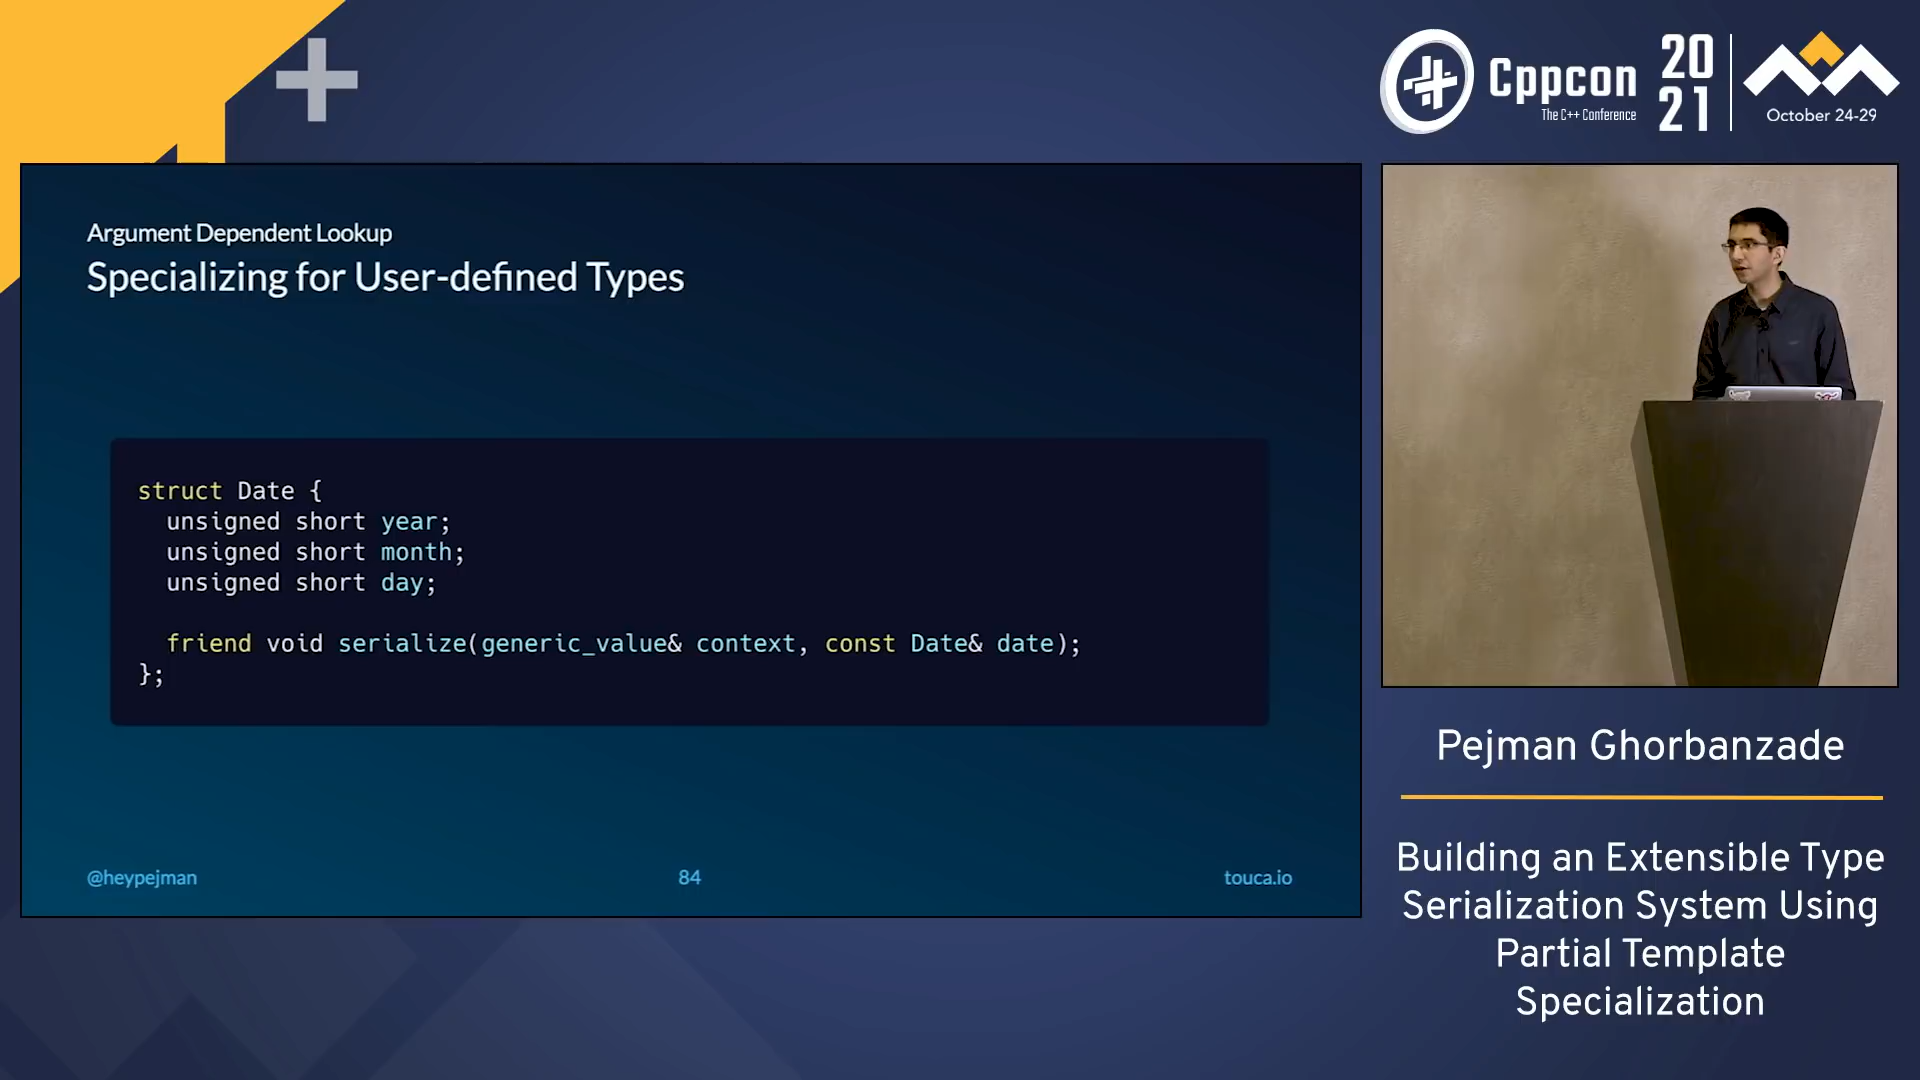 Cppcon
The C++ Conference
20
21
October 24-29
Argument Dependent Lookup
Specializing for User-defined Types
struct Date {
  unsigned short year;
  unsigned short month;
  unsigned short day;
  friend void serialize(generic_value& context, const Date& date);
};
@heypejman
84
touca.io
Pejman Ghorbanzade
Building an Extensible Type
Serialization System Using
Partial Template
Specialization